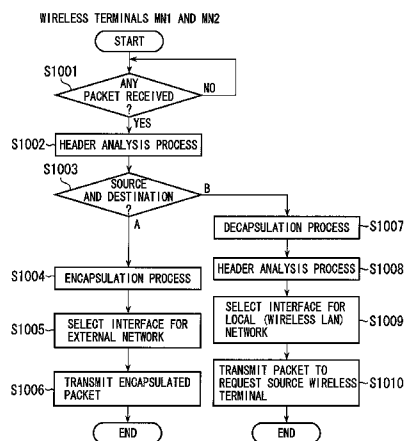 WIRELESS TERMINALS MN1 AND MN2
START
S1001
ANY
PACKET RECEIVED
?
NO
YES
S1002
HEADER ANALYSIS PROCESS
S1003
SOURCE
AND DESTINATION
?
A
B
S1004
ENCAPSULATION PROCESS
S1005
SELECT INTERFACE FOR
EXTERNAL NETWORK
S1006
TRANSMIT ENCAPSULATED
PACKET
END
DECAPSULATION PROCESS
S1007
HEADER ANALYSIS PROCESS
S1008
SELECT INTERFACE FOR
LOCAL (WIRELESS LAN)
NETWORK
S1009
TRANSMIT PACKET TO
REQUEST SOURCE WIRELESS
TERMINAL
S1010
END